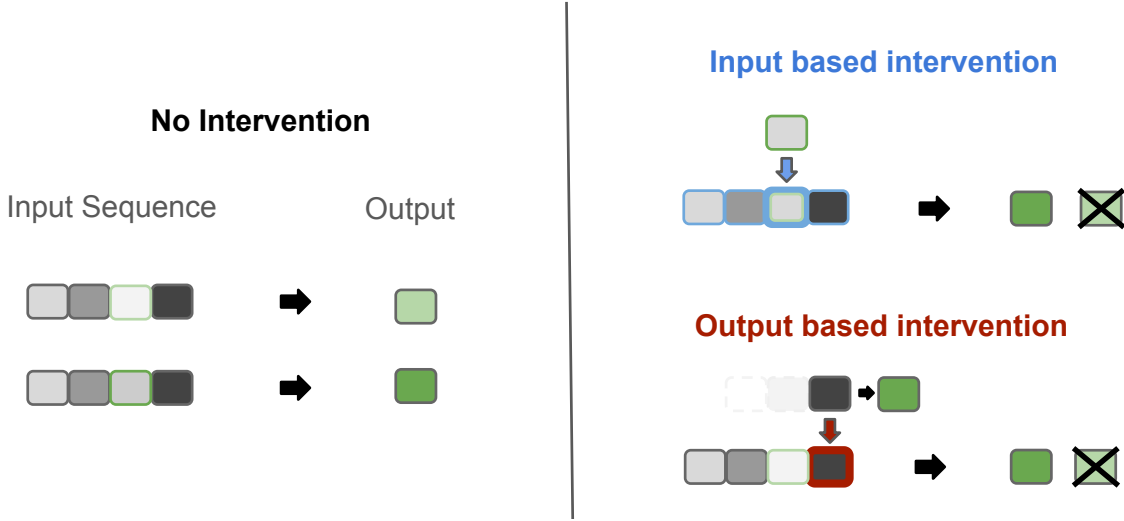 No Intervention
Input Sequence
Output
Input based intervention
Output based intervention